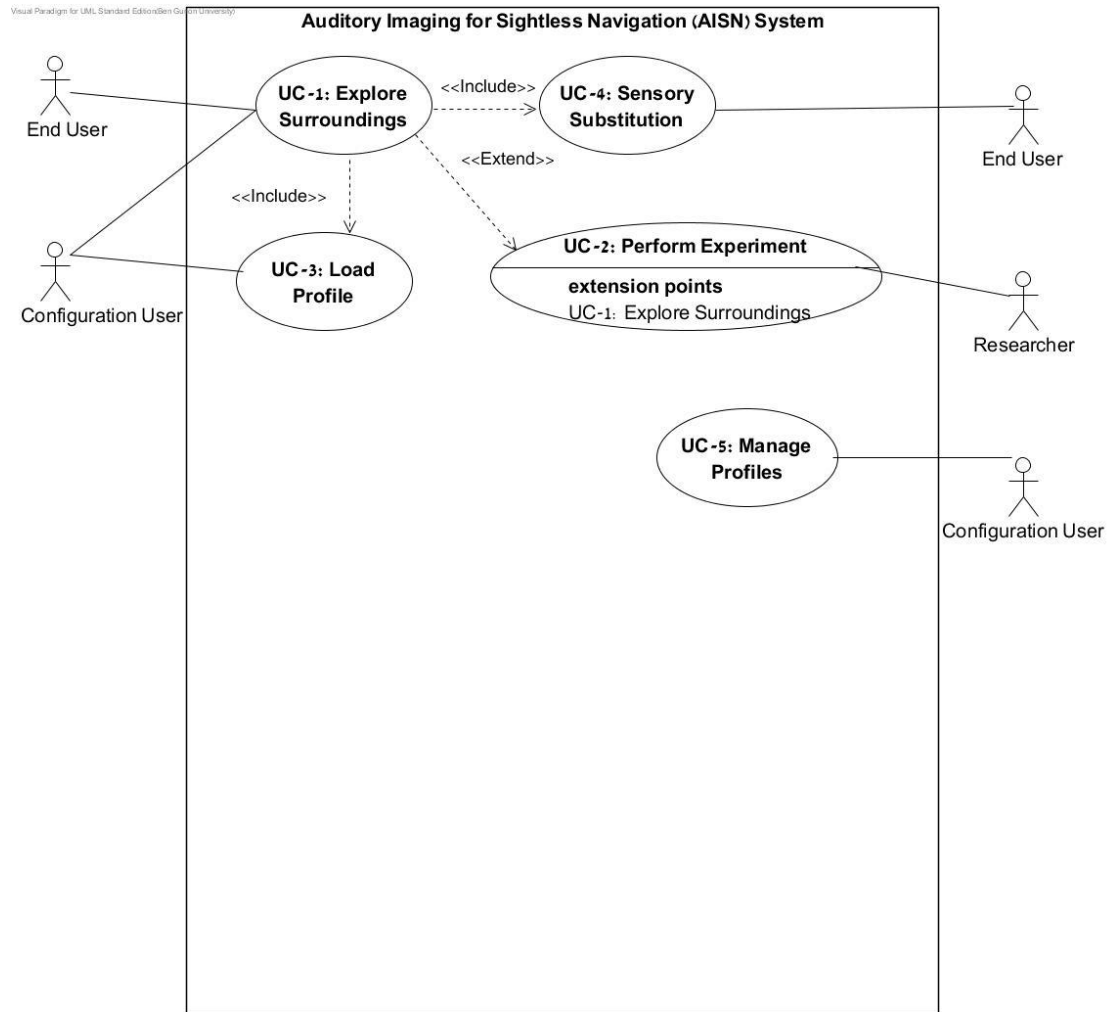 Visual Paradigm for UML Standard Edition(Ben Gurion University)
Auditory Imaging for Sightless Navigation (AISN) System
UC-1: Explore
Surroundings
<<Include>>
UC-4: Sensory
Substitution
End User
End User
<<Extend>>
<<Include>>
UC-3: Load
Profile
Configuration User
UC-2: Perform Experiment
extension points
UC-1: Explore Surroundings
Researcher
UC-5: Manage
Profiles
Configuration User